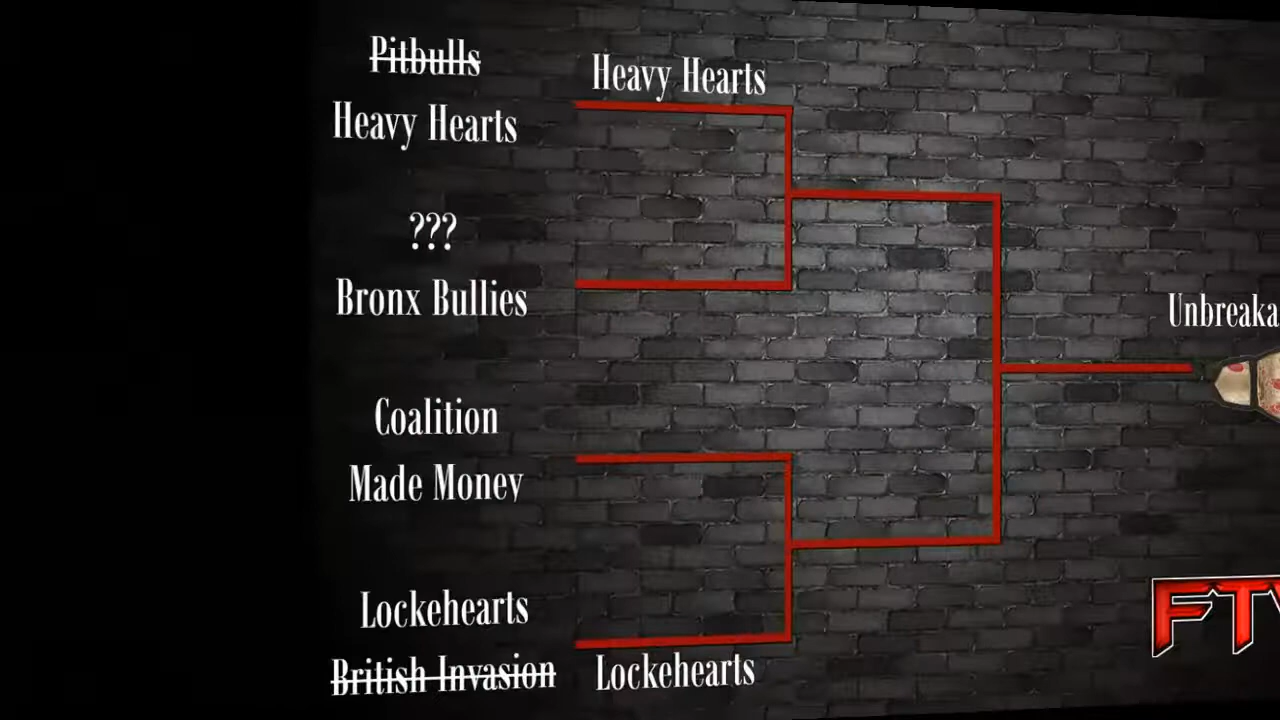 Pitbulls
Heavy Hearts
Heavy Hearts
???
Bronx Bullies
Unbreaka
Coalition
Made Money
Lockehearts
British Invasion
Lockehearts
FT